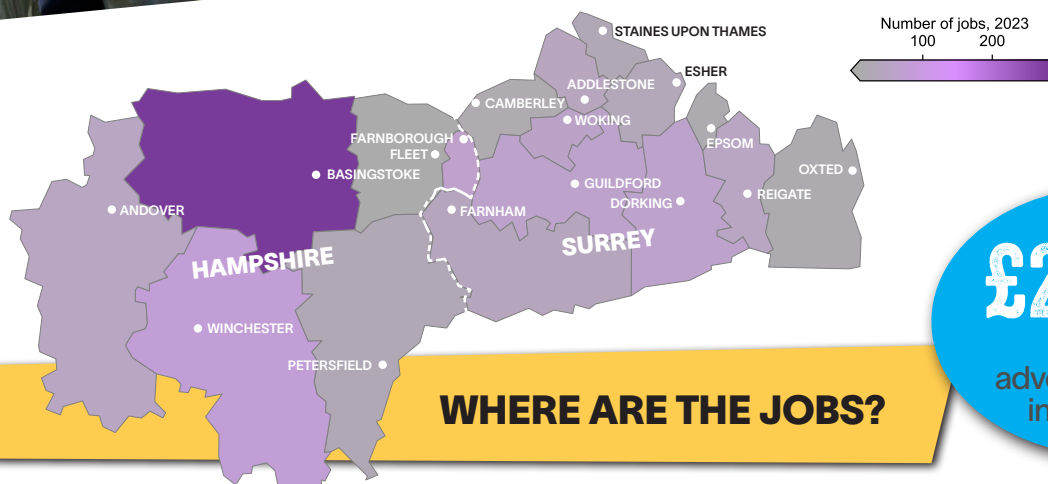 Number of jobs, 2023
100 200
STAINES UPON THAMES
ESHER
ADDLESTONE
CAMBERLEY
WOKING
FARNBOROUGH
FLEET
EPSOM
BASINGSTOKE
OXTED
GUILDFORD
REIGATE
DORKING
ANDOVER
FARNHAM
SURREY
HAMPSHIRE
WINCHESTER
PETERSFIELD
WHERE ARE THE JOBS?